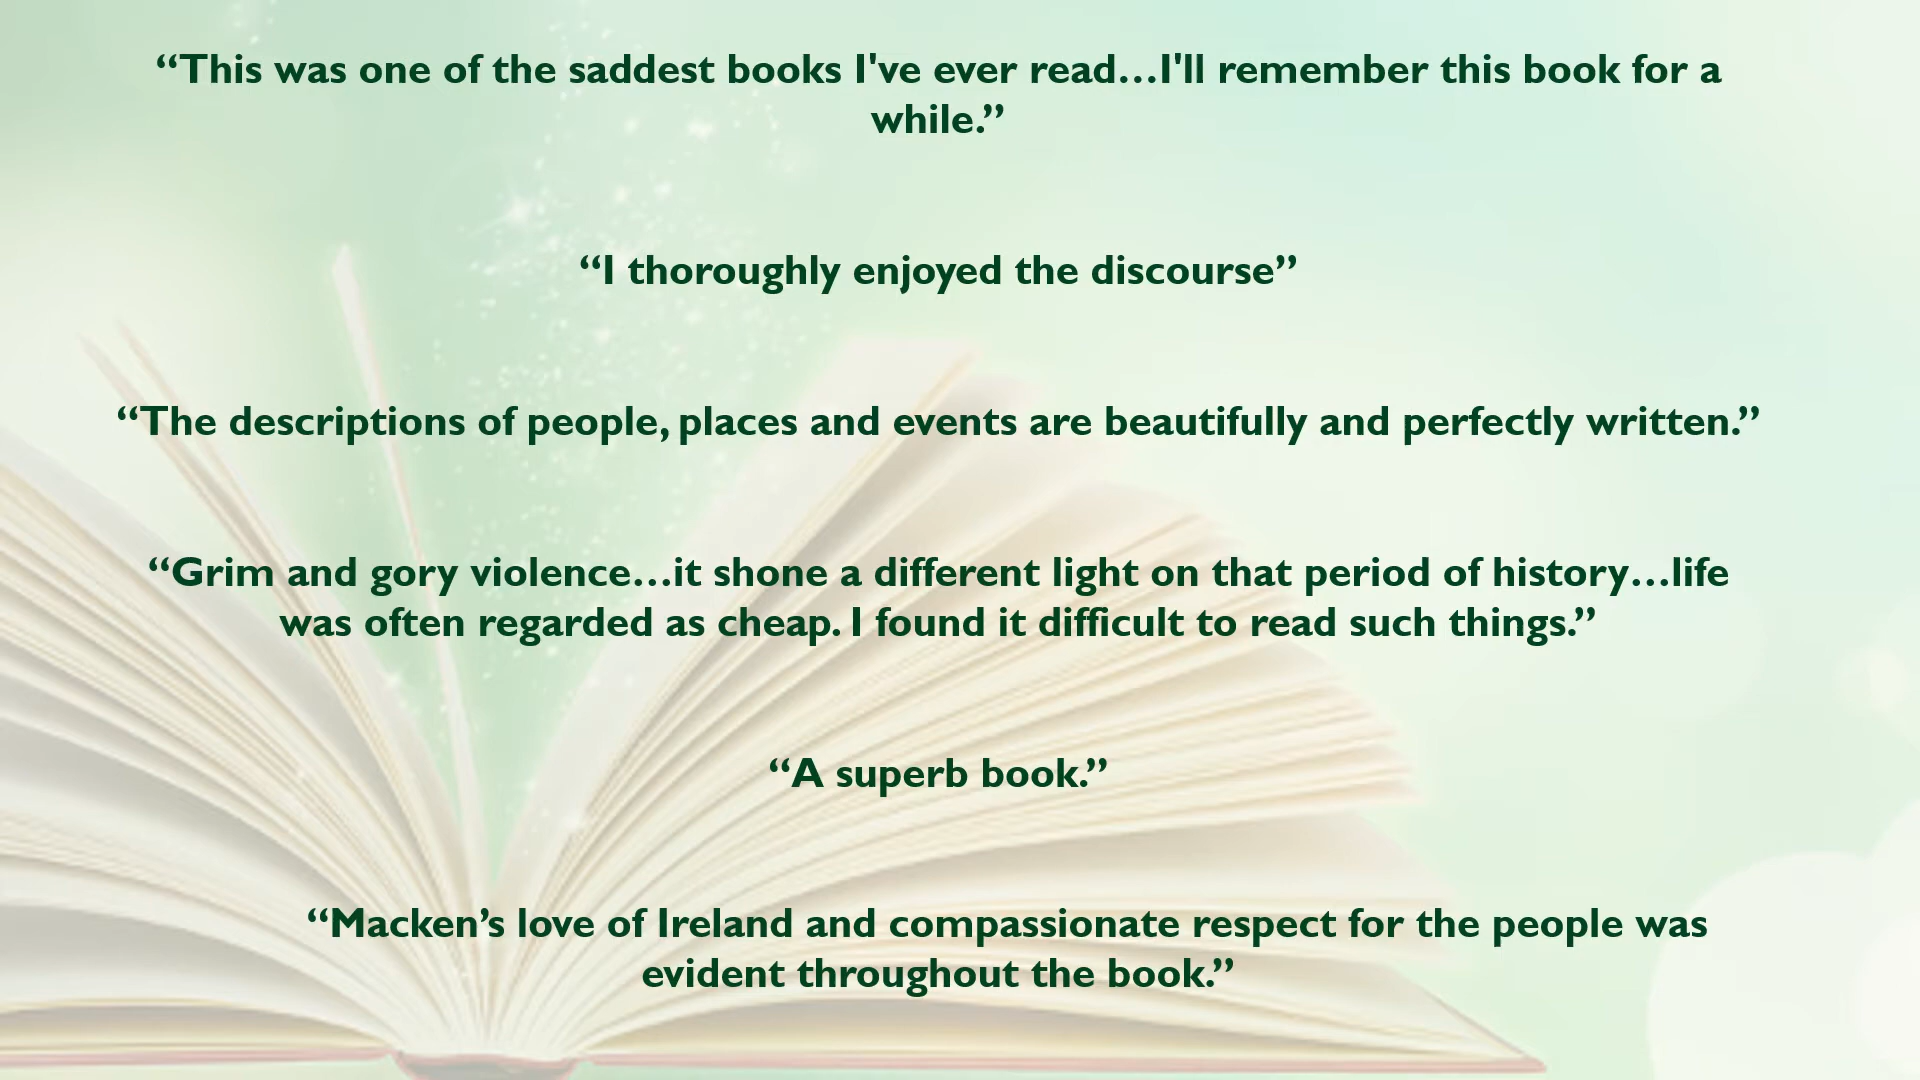 “This was one of the saddest books I've ever read…I'll remember this book for a
while.”
“I thoroughly enjoyed the discourse”
“The descriptions of people, places and events are beautifully and perfectly written.”
“Grim and gory violence…it shone a different light on that period of history…life
was often regarded as cheap. I found it difficult to read such things.”
“A superb book.”
“Macken’s love of Ireland and compassionate respect for the people was
evident throughout the book.”